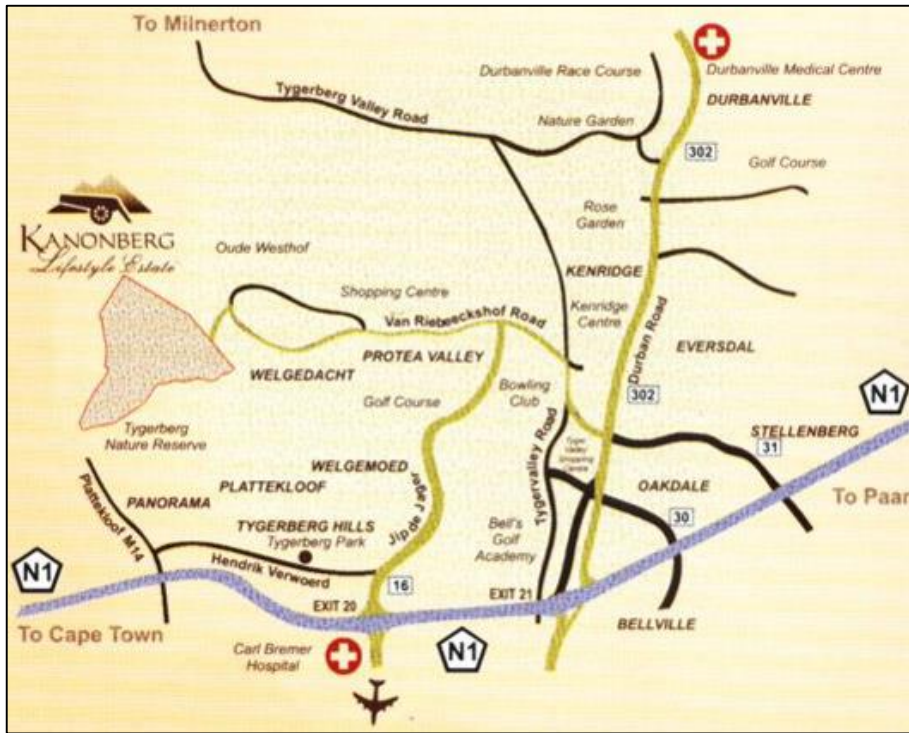 To Milnerton
Durbanville Race Course
Durbanville Medical Centre
DURBANVILLE
Tygerberg Valley Road
Nature Garden
302
Golf Course
KANONBERG
Lifestyle Estate
Rose
Garden
Oude Westhof
KENRIDGE
Shopping Centre
Kenridge
Centre
Van Riebeeckshof Road
Durban Road
EVERSDAL
PROTEA VALLEY
WELGEDACHT
Bowling
Club
302
N1
Golf Course
Tygerberg
Nature Reserve
STELLENBERG
31
Tyger
Valley
Shopping
Centre
Tygervalley Road
WELGEMOED
Jip de Jager
PLATTEKLOOF
OAKDALE
To Paarl
PANORAMA
Plattekloof M14
30
TYGERBERG HILLS
Tygerberg Park
Bell's
Golf
Academy
Hendrik Verwoerd
N1
16
EXIT 20
EXIT 21
BELLVILLE
To Cape Town
N1
Carl Bremer
Hospital